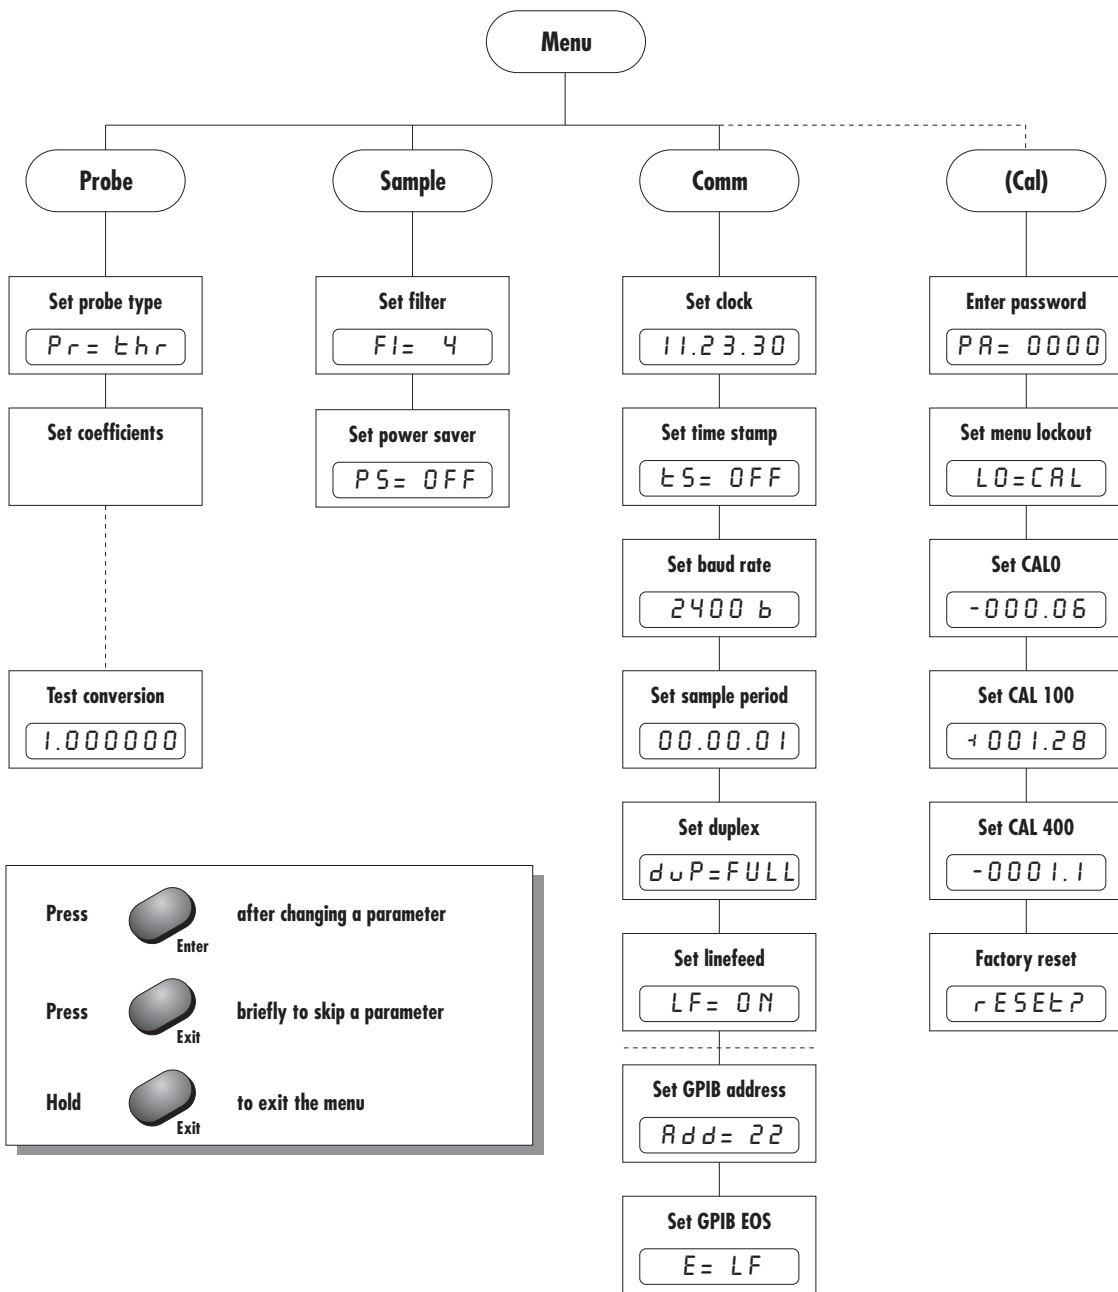 Menu
Probe
Set probe type
Pr= thr
Set coefficients
Test conversion
1.000000
Sample
Set filter
FI= 4
Set power saver
PS= OFF
Comm
Set clock
11.23.30
Set time stamp
tS= OFF
Set baud rate
2400 b
Set sample period
00.00.01
Set duplex
duP=FULL
Set linefeed
LF= ON
Set GPIB address
Add= 22
Set GPIB EOS
E= LF
(Cal)
Enter password
PA= 0000
Set menu lockout
LO=CAL
Set CAL0
-000.06
Set CAL 100
+001.28
Set CAL 400
-0001.1
Factory reset
rESEt?
Press Enter after changing a parameter
Press Exit briefly to skip a parameter
Hold Exit to exit the menu